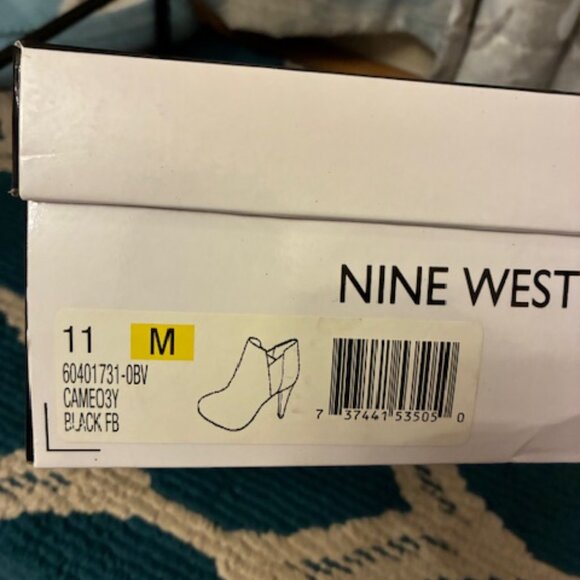 NINE WEST
11 M
60401731-0BV
CAMEO3Y
BLACK FB
7 37441 53505 0